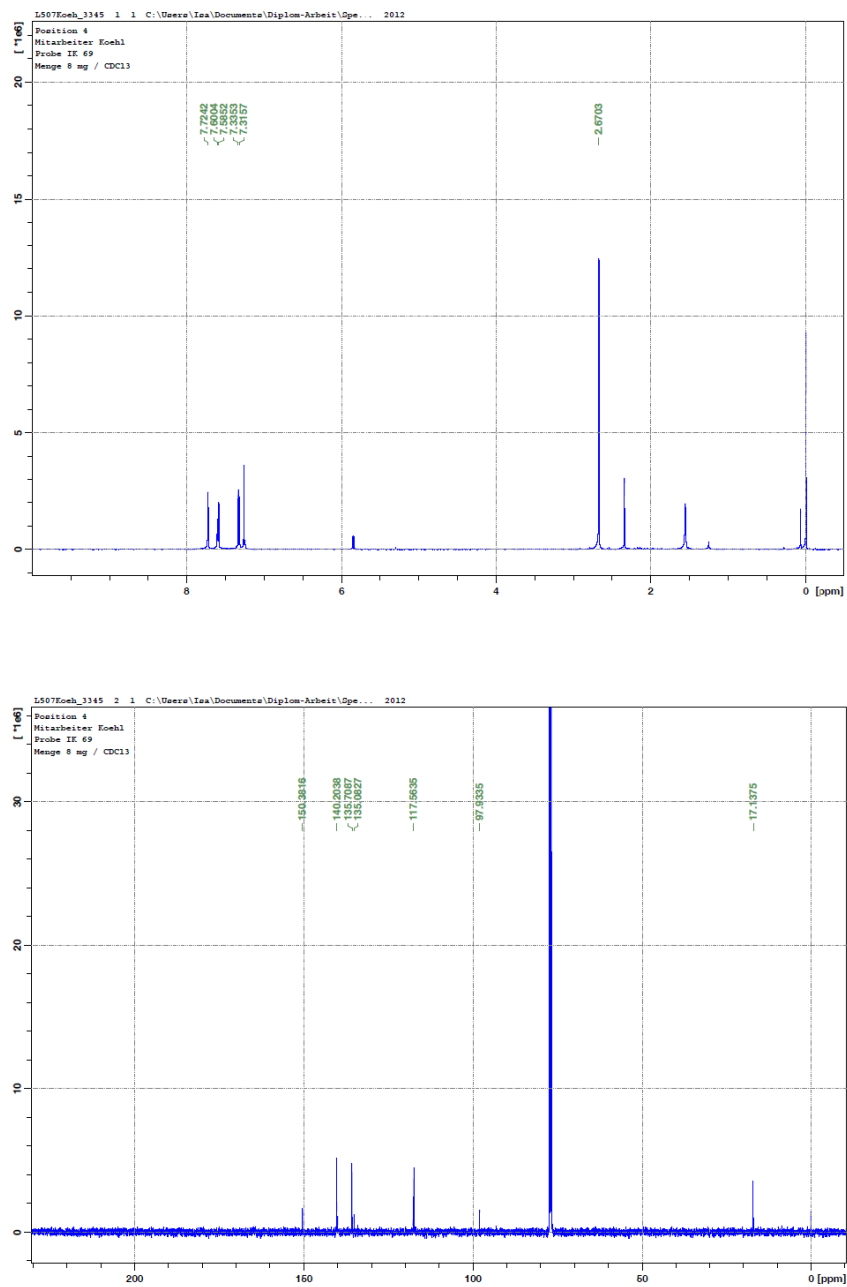 L507Koeh_3345 1 1 C:\Users\Isa\Documents\Diplom-Arbeit\Spe... 2012
Position 4
Mitarbeiter Koehl
Probe IK 69
Menge 8 mg / CDCl3
[ *1e6]
20
15
10
5
0
7.7242
7.6004
7.5852
7.3353
7.3157
2.6703
8
6
4
2
0 [ppm]
L507Koeh_3345 2 1 C:\Users\Isa\Documents\Diplom-Arbeit\Spe... 2012
Position 4
Mitarbeiter Koehl
Probe IK 69
Menge 8 mg / CDCl3
[ *1e6]
30
20
10
0
150.3816
140.2038
135.7087
135.0827
117.5635
97.9335
17.1375
200
150
100
50
0 [ppm]